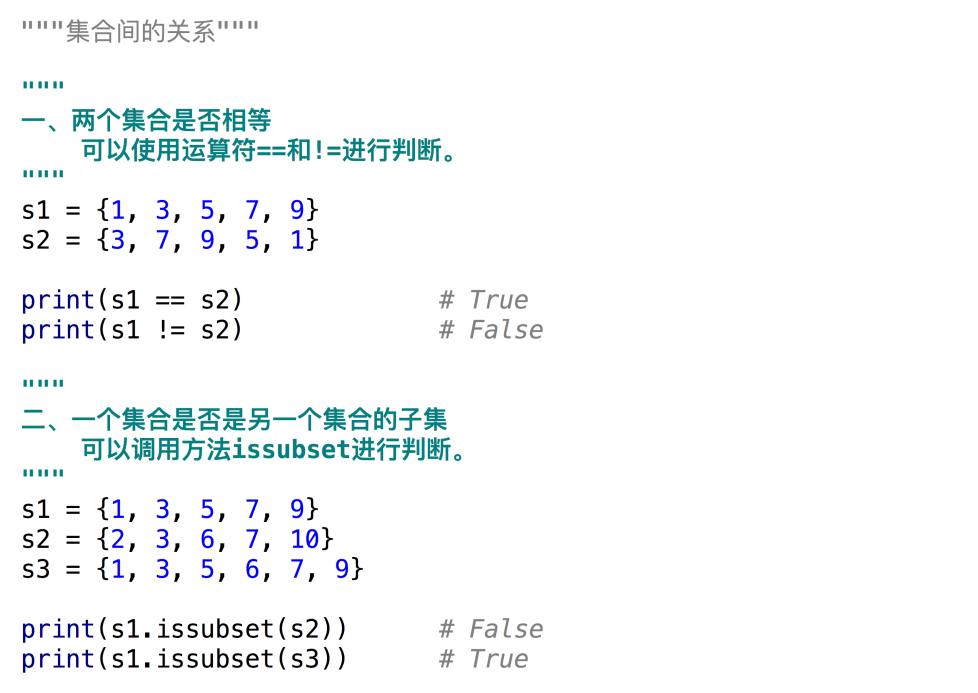 """集合间的关系"""
"""
一、两个集合是否相等
    可以使用运算符==和!=进行判断。
"""
s1 = {1, 3, 5, 7, 9}
s2 = {3, 7, 9, 5, 1}
print(s1 == s2)             # True
print(s1 != s2)             # False
"""
二、一个集合是否是另一个集合的子集
    可以调用方法issubset进行判断。
"""
s1 = {1, 3, 5, 7, 9}
s2 = {2, 3, 6, 7, 10}
s3 = {1, 3, 5, 6, 7, 9}
print(s1.issubset(s2))      # False
print(s1.issubset(s3))      # True